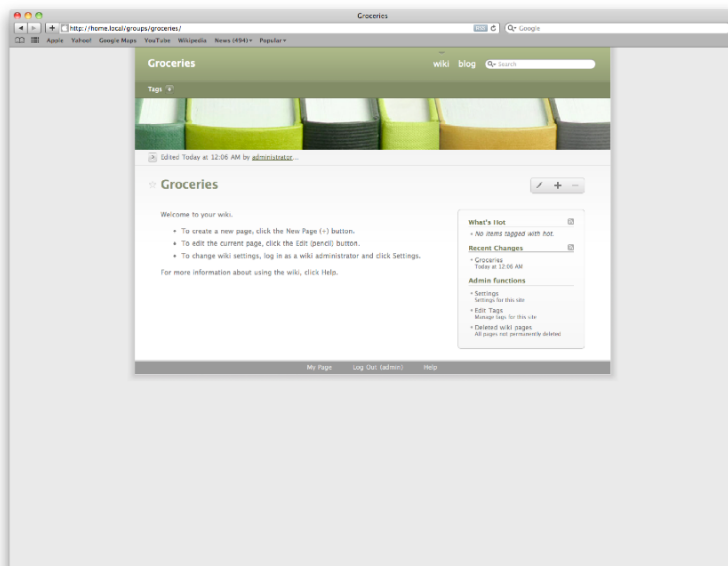 Groceries
http://home.local/groups/groceries/
Google
Apple Yahoo! Google Maps YouTube Wikipedia News (494) Popular
Groceries
wiki blog Search
Tags
Edited Today at 12:06 AM by administrator...
Groceries
Welcome to your wiki.
• To create a new page, click the New Page (+) button.
• To edit the current page, click the Edit (pencil) button.
• To change wiki settings, log in as a wiki administrator and click Settings.
For more information about using the wiki, click Help.
What's Hot
No items tagged with hot.
Recent Changes
Groceries
Today at 12:06 AM
Admin functions
Settings
Settings for this site
Edit Tags
Manage tags for this site
Deleted wiki pages
All pages not permanently deleted
My Page Log Out (admin) Help